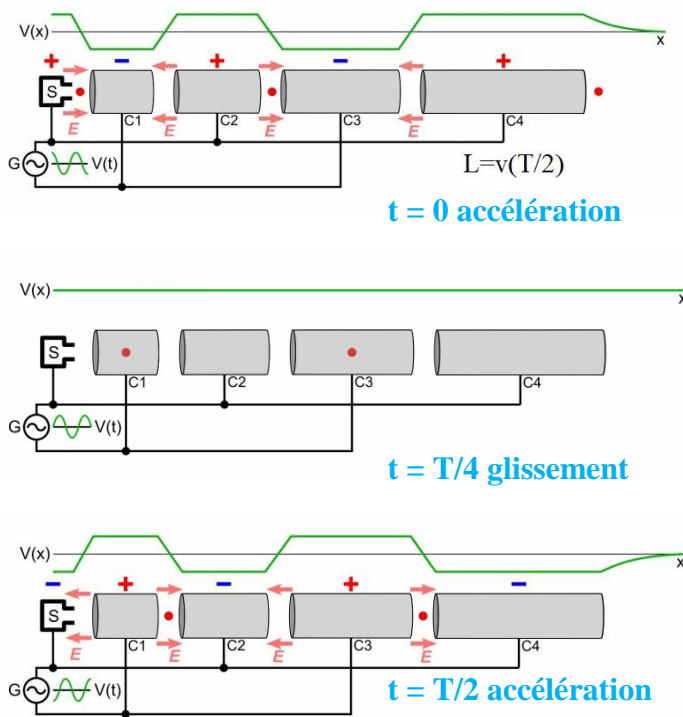 V(x)
x
+ − + − +
S
E E E E
C1 C2 C3 C4
G V(t)
L=v(T/2)
t = 0 accélération
V(x)
x
S
C1 C2 C3 C4
G V(t)
t = T/4 glissement
V(x)
x
− + − + −
S
E E E E
C1 C2 C3 C4
G V(t)
t = T/2 accélération